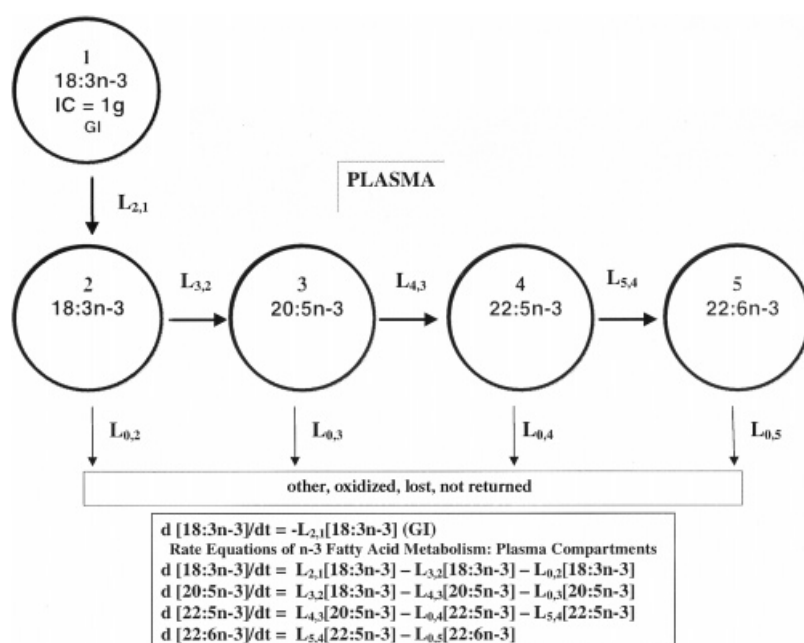 1
18:3n-3
IC = 1g
GI
L2,1
PLASMA
2
18:3n-3
L3,2
3
20:5n-3
L4,3
4
22:5n-3
L5,4
5
22:6n-3
L0,2
L0,3
L0,4
L0,5
other, oxidized, lost, not returned
d [18:3n-3]/dt = -L2,1[18:3n-3] (GI)
Rate Equations of n-3 Fatty Acid Metabolism: Plasma Compartments
d [18:3n-3]/dt = L2,1[18:3n-3] – L3,2[18:3n-3] – L0,2[18:3n-3]
d [20:5n-3]/dt = L3,2[18:3n-3] – L4,3[20:5n-3] – L0,3[20:5n-3]
d [22:5n-3]/dt = L4,3[20:5n-3] – L0,4[22:5n-3] – L5,4[22:5n-3]
d [22:6n-3]/dt = L5,4[22:5n-3] – L0,5[22:6n-3]